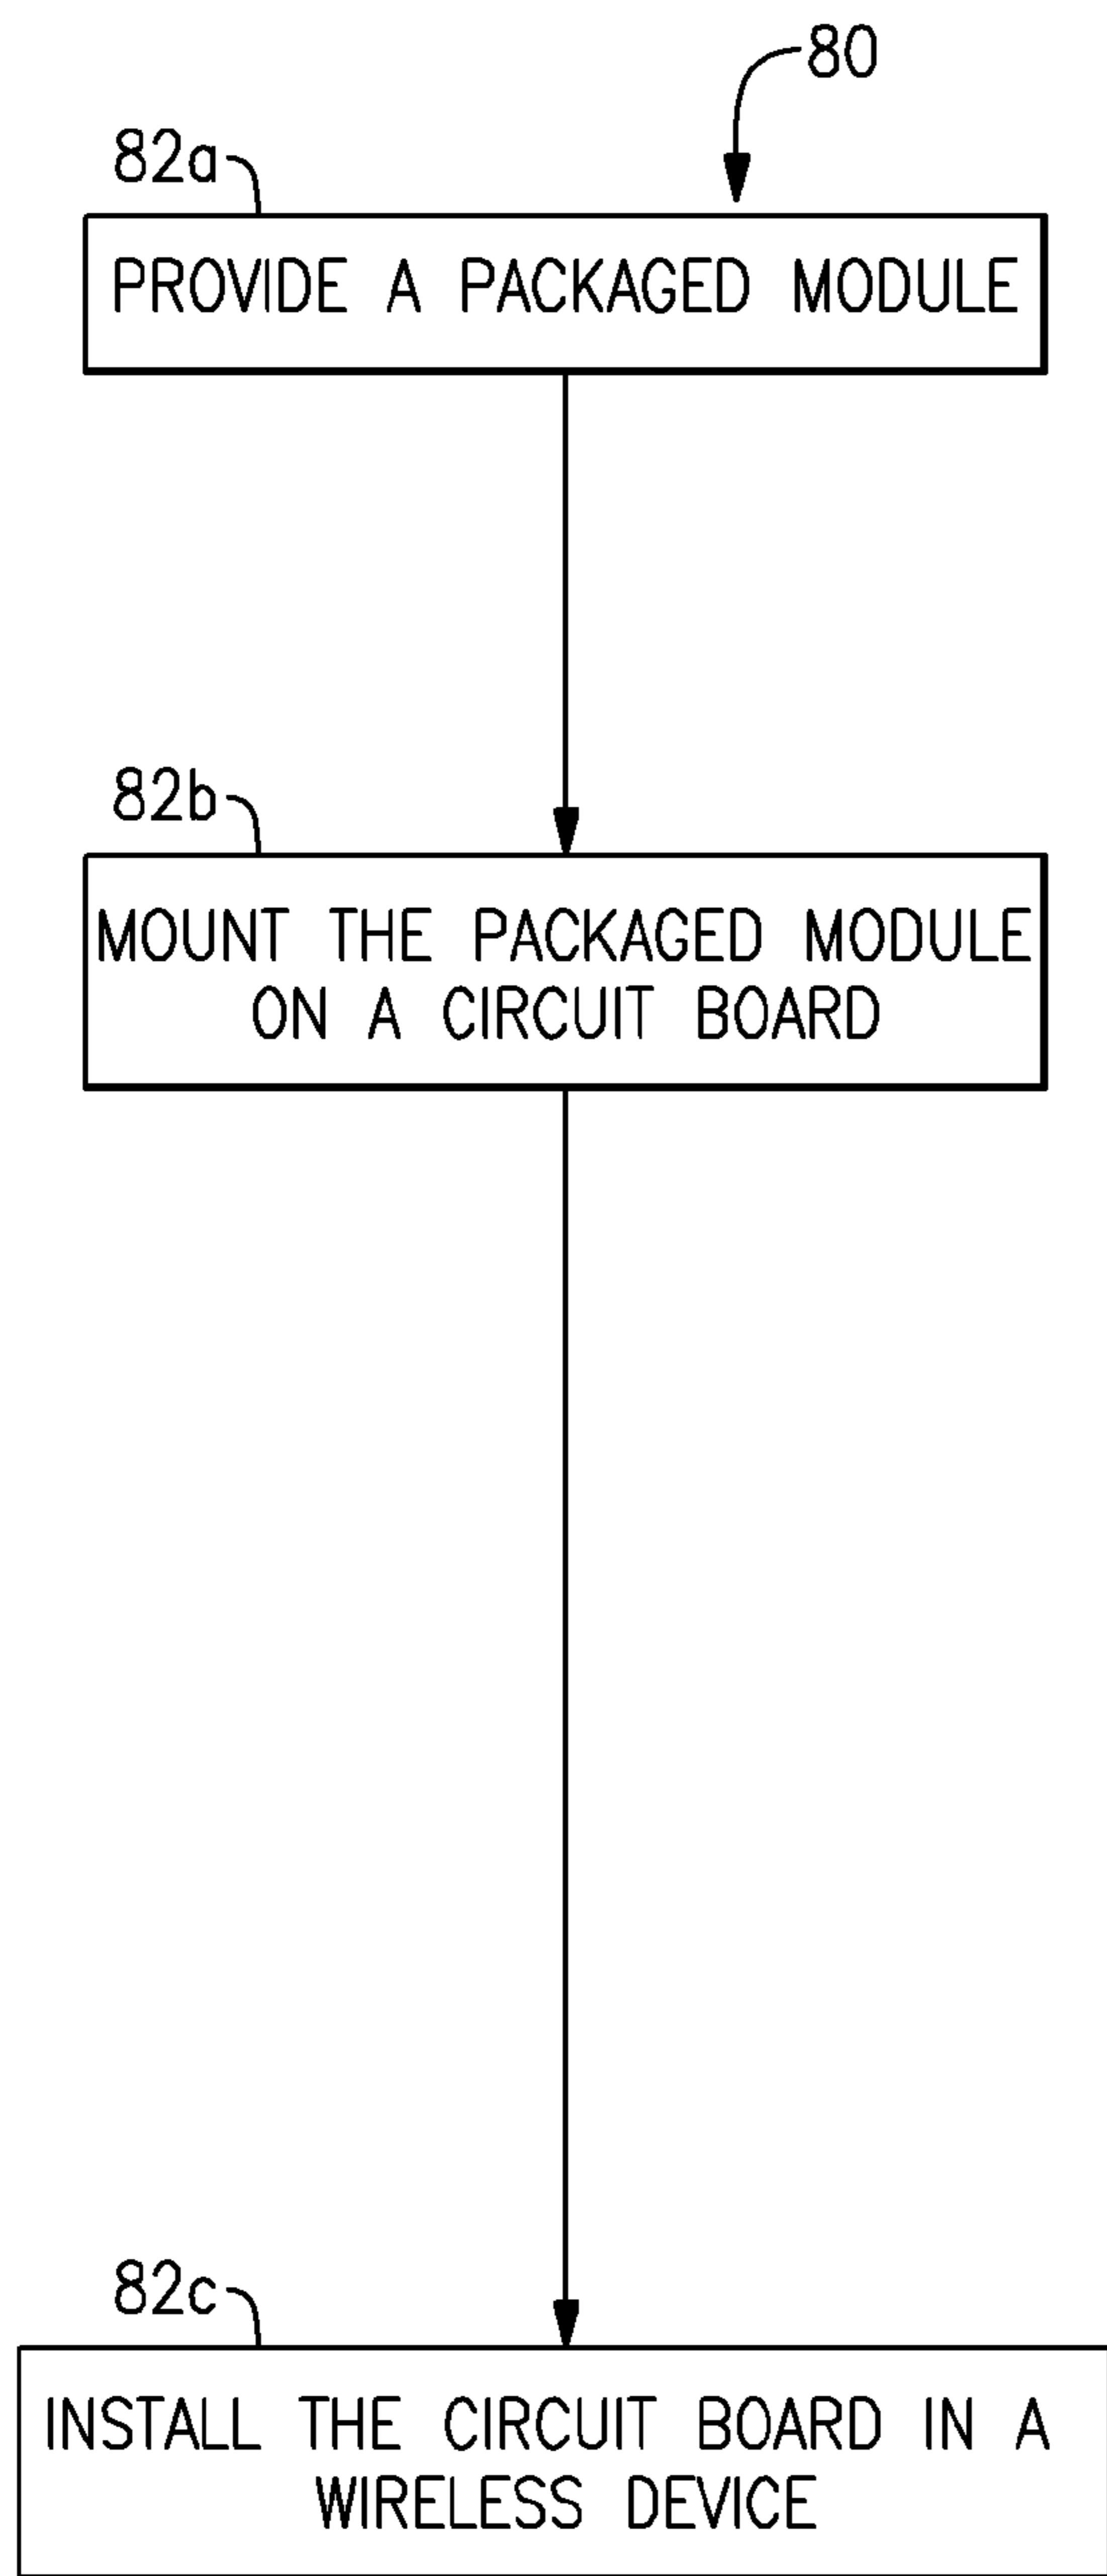 80
82a
PROVIDE A PACKAGED MODULE
82b
MOUNT THE PACKAGED MODULE
ON A CIRCUIT BOARD
82c
INSTALL THE CIRCUIT BOARD IN A
WIRELESS DEVICE